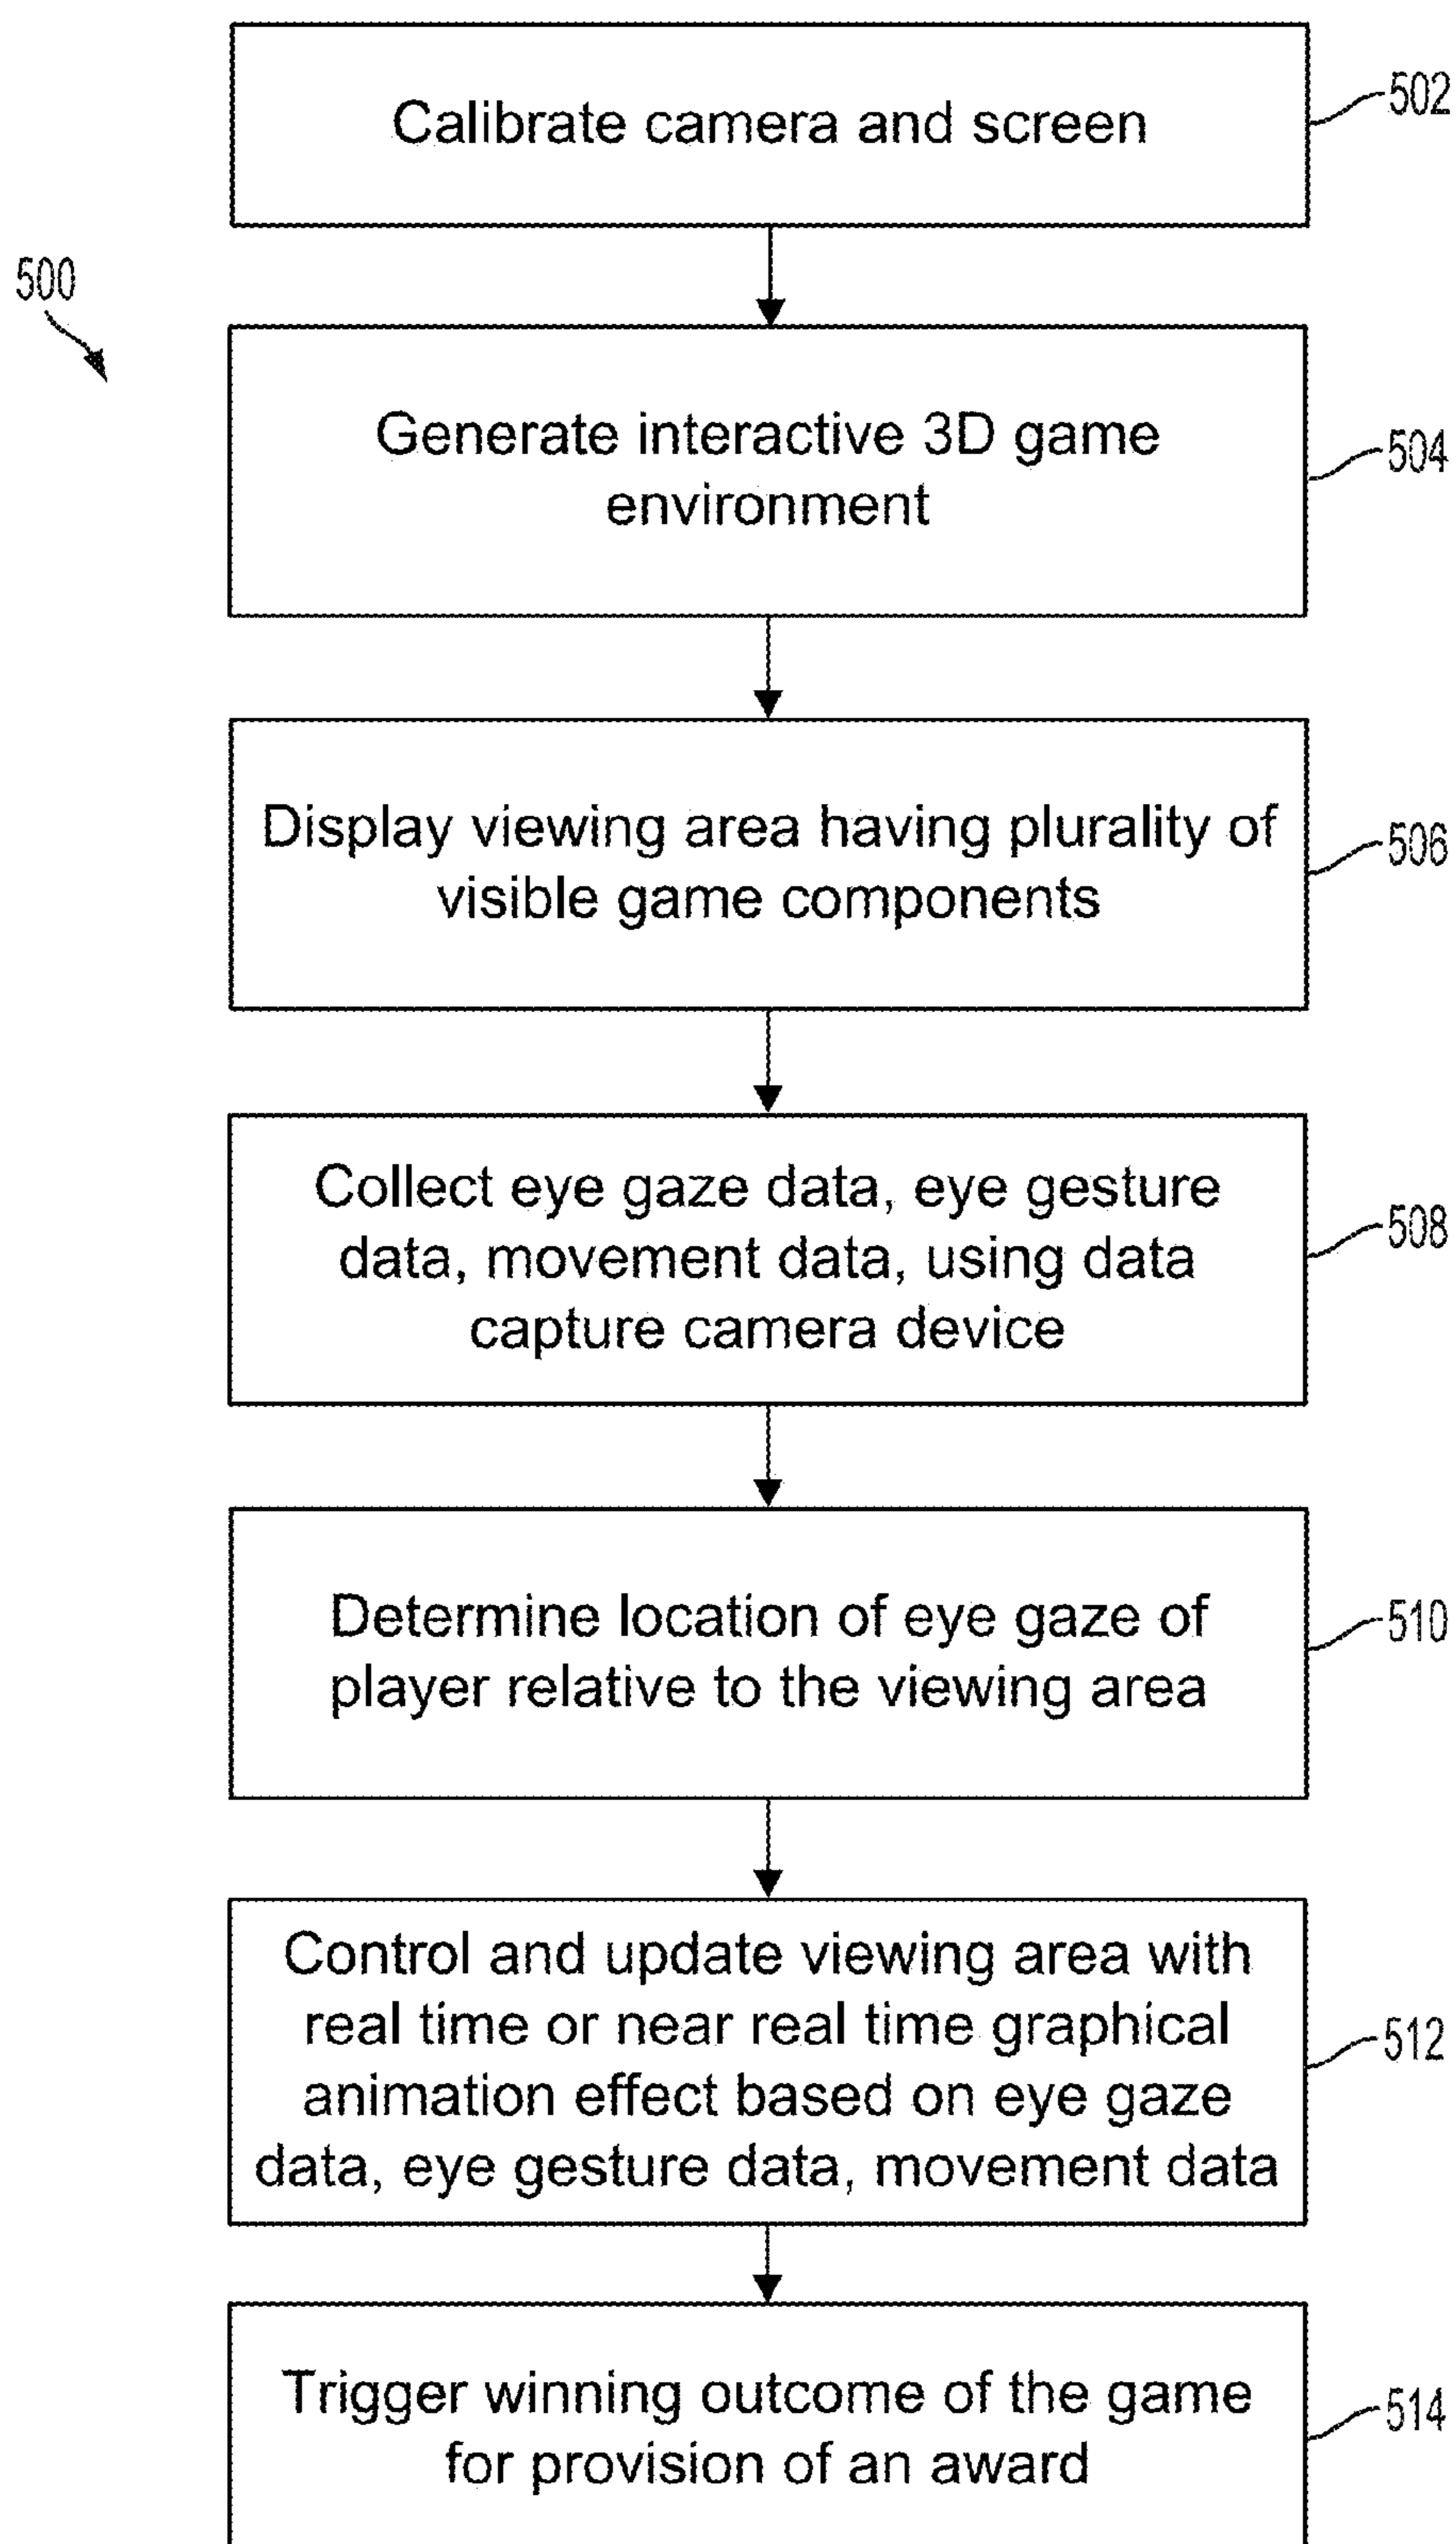 Calibrate camera and screen
502
500
Generate interactive 3D game
environment
504
Display viewing area having plurality of
visible game components
506
Collect eye gaze data, eye gesture
data, movement data, using data
capture camera device
508
Determine location of eye gaze of
player relative to the viewing area
510
Control and update viewing area with
real time or near real time graphical
animation effect based on eye gaze
data, eye gesture data, movement data
512
Trigger winning outcome of the game
for provision of an award
514